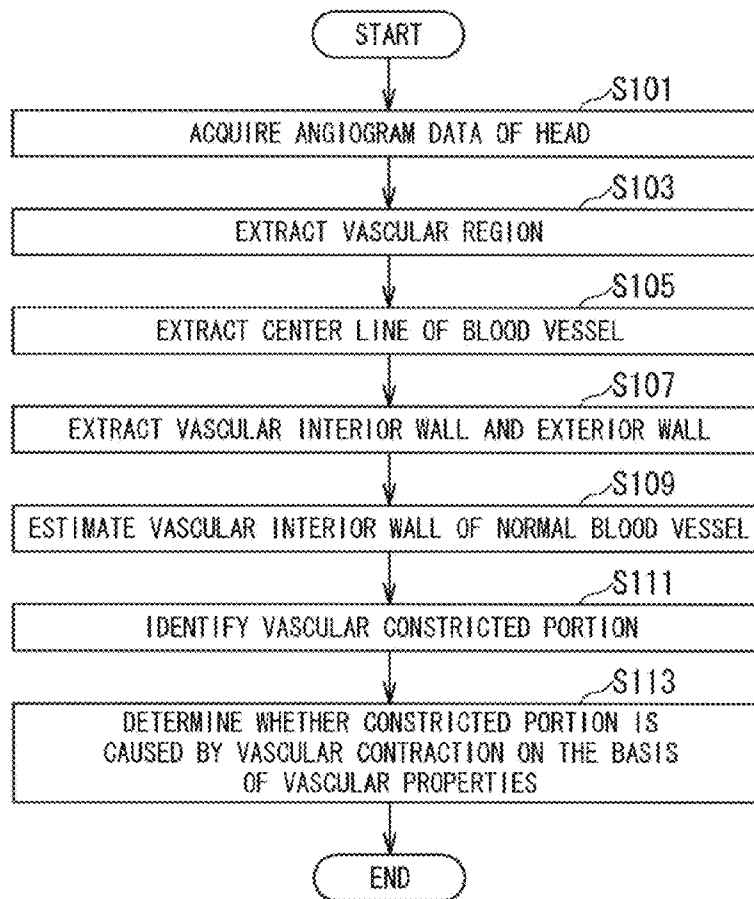 START
S101
ACQUIRE ANGIOGRAM DATA OF HEAD
S103
EXTRACT VASCULAR REGION
S105
EXTRACT CENTER LINE OF BLOOD VESSEL
S107
EXTRACT VASCULAR INTERIOR WALL AND EXTERIOR WALL
S109
ESTIMATE VASCULAR INTERIOR WALL OF NORMAL BLOOD VESSEL
S111
IDENTIFY VASCULAR CONSTRICTED PORTION
S113
DETERMINE WHETHER CONSTRICTED PORTION IS
CAUSED BY VASCULAR CONTRACTION ON THE BASIS
OF VASCULAR PROPERTIES
END